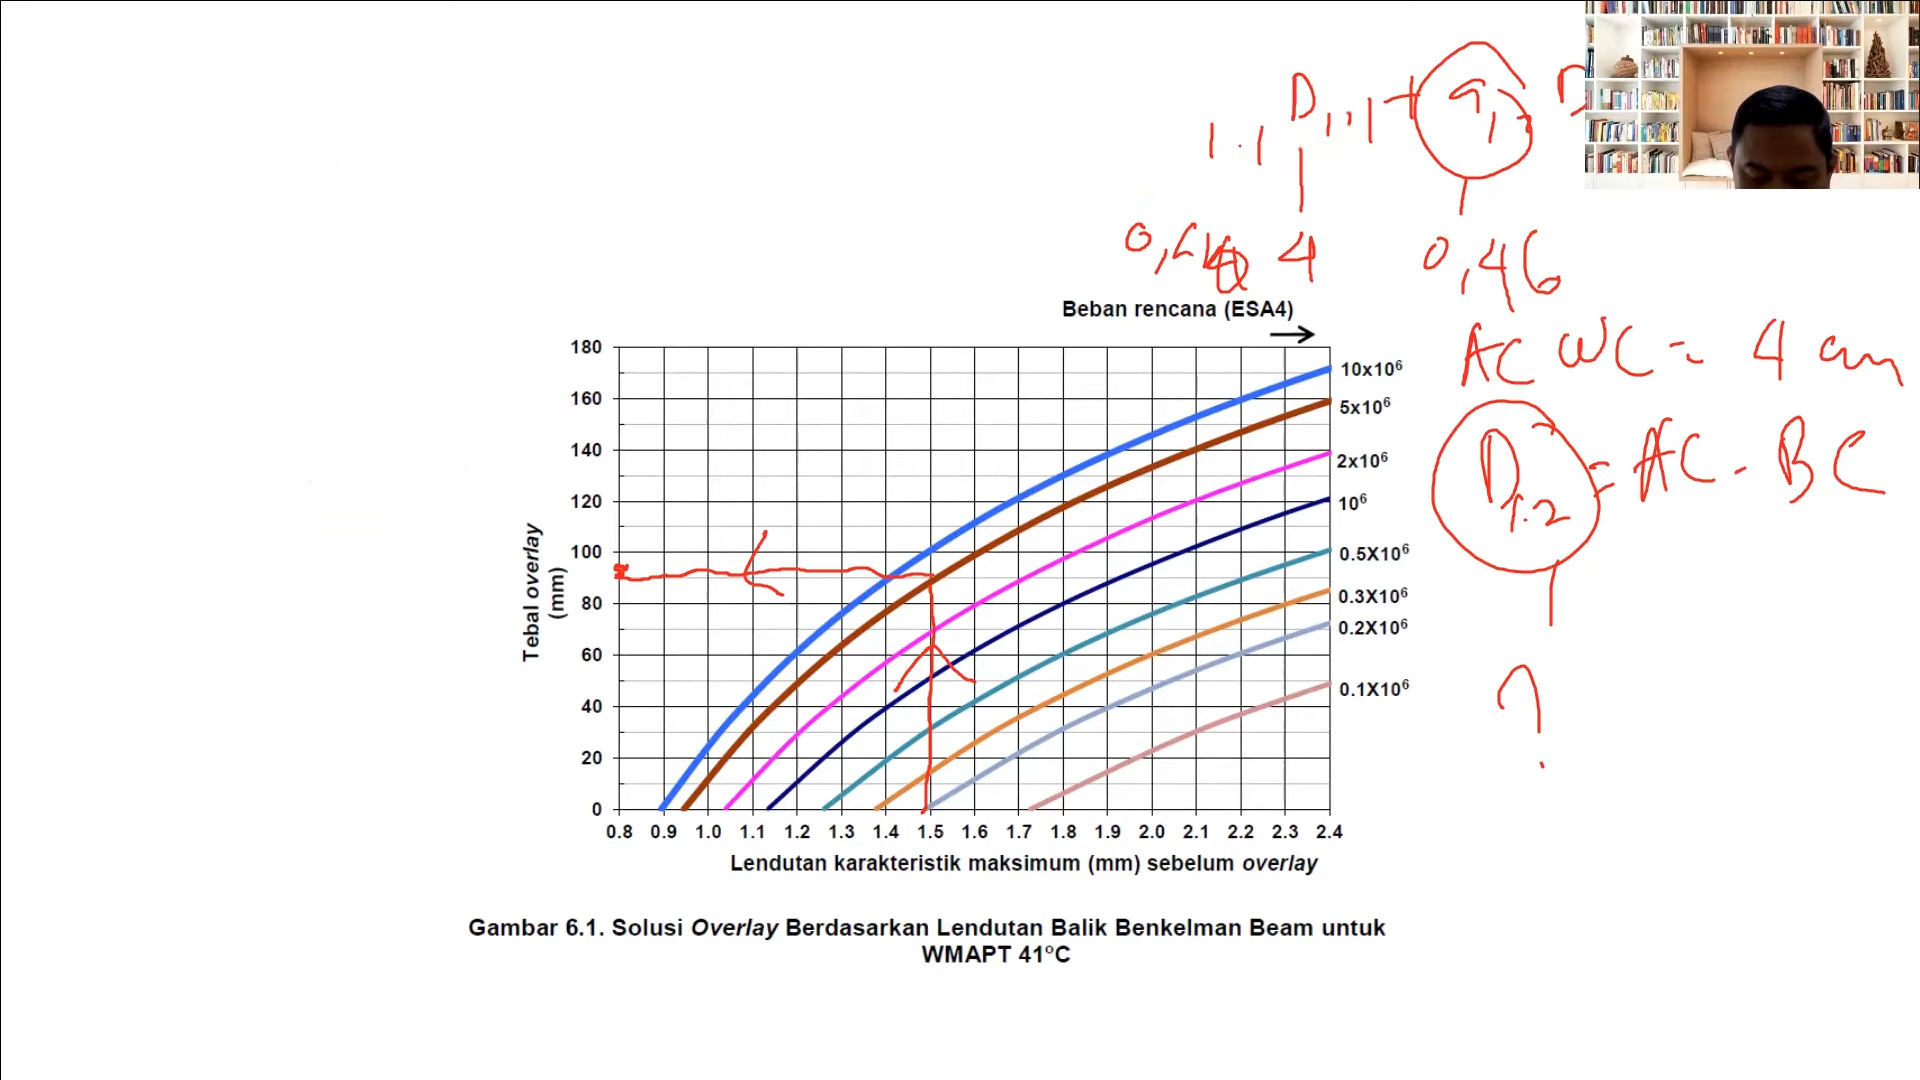 D
1.1 D1,1 + a1,2 D
0,46
AC WC = 4 cm
D1.2 = AC - BC
?
Beban rencana (ESA4)
→
180
160
140
120
100
80
60
40
20
0
Tebal overlay
(mm)
10x10⁶
5x10⁶
2x10⁶
10⁶
0.5X10⁶
0.3X10⁶
0.2X10⁶
0.1X10⁶
0.8 0.9 1.0 1.1 1.2 1.3 1.4 1.5 1.6 1.7 1.8 1.9 2.0 2.1 2.2 2.3 2.4
Lendutan karakteristik maksimum (mm) sebelum overlay
Gambar 6.1. Solusi Overlay Berdasarkan Lendutan Balik Benkelman Beam untuk
WMAPT 41°C